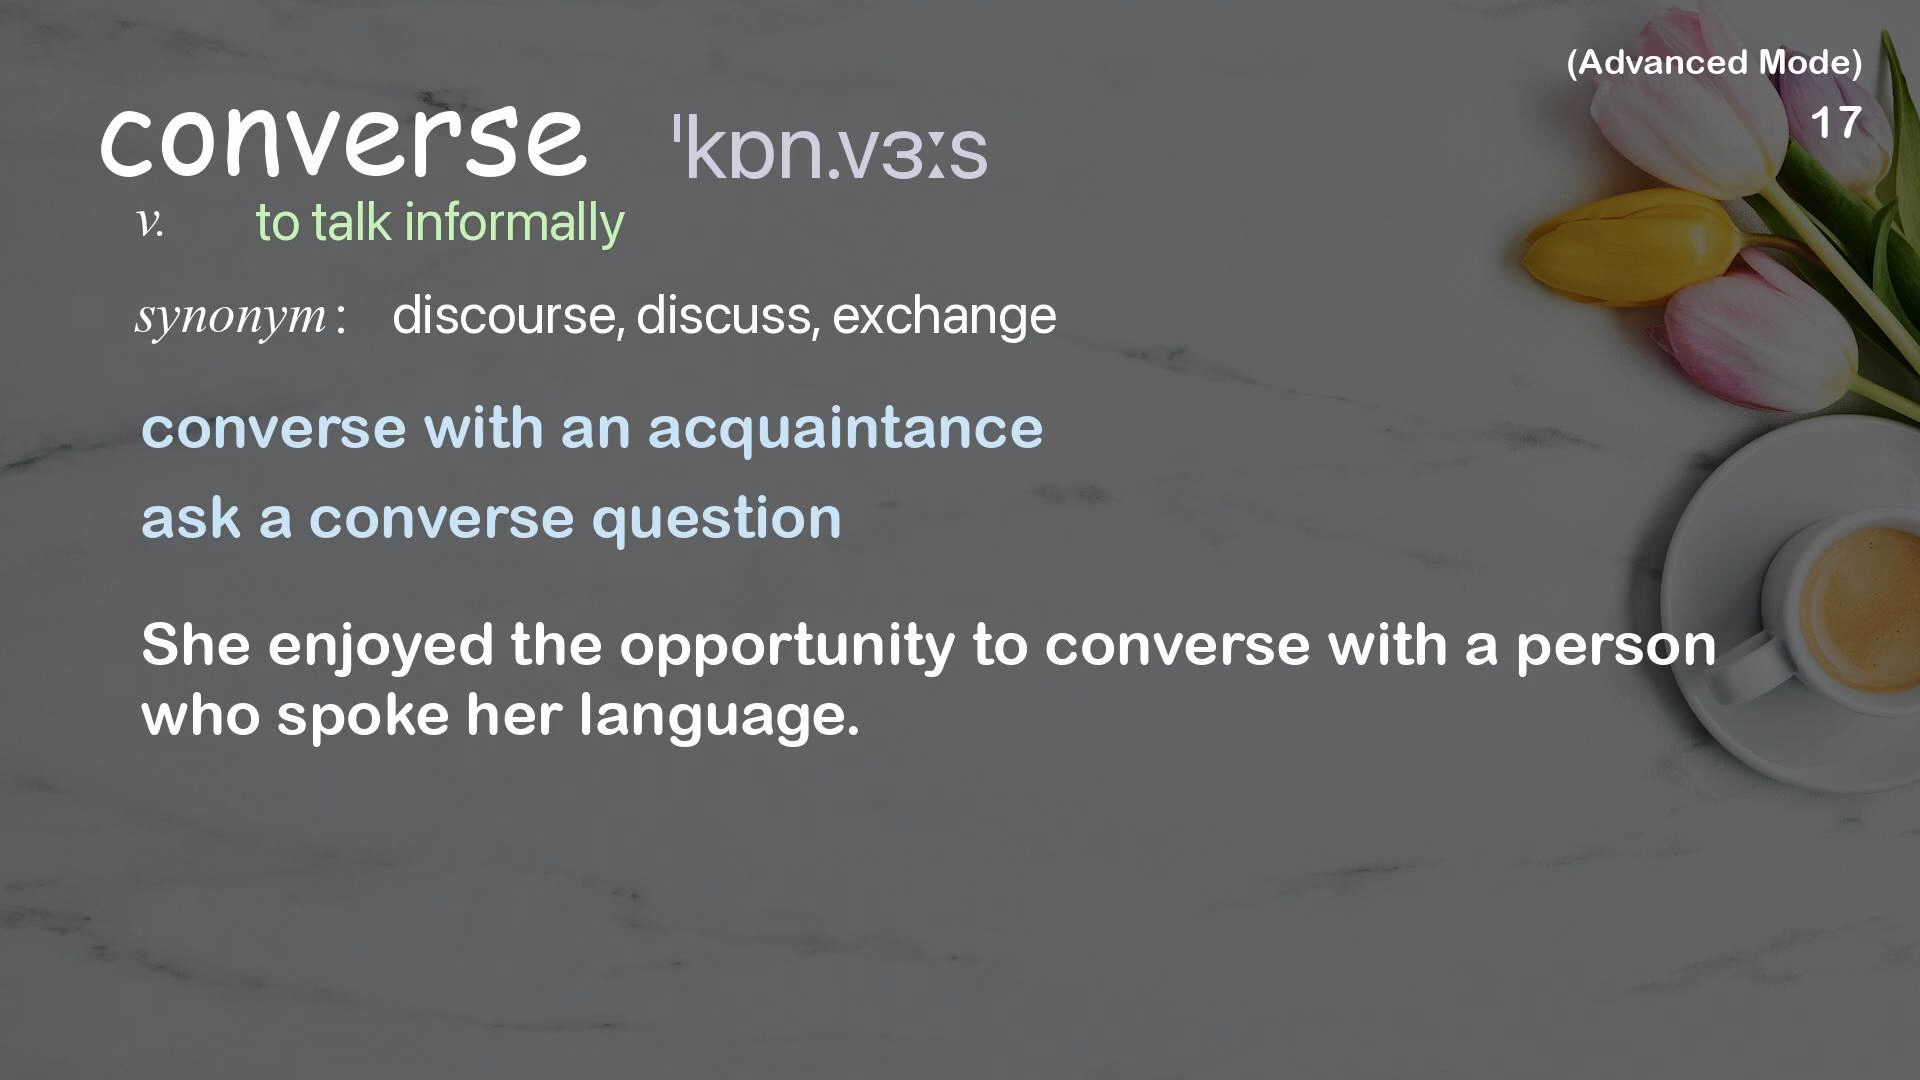 (Advanced Mode)
17
converse ˈkɒn.vɜːs
v. to talk informally
synonym: discourse, discuss, exchange
converse with an acquaintance
ask a converse question
She enjoyed the opportunity to converse with a person
who spoke her language.